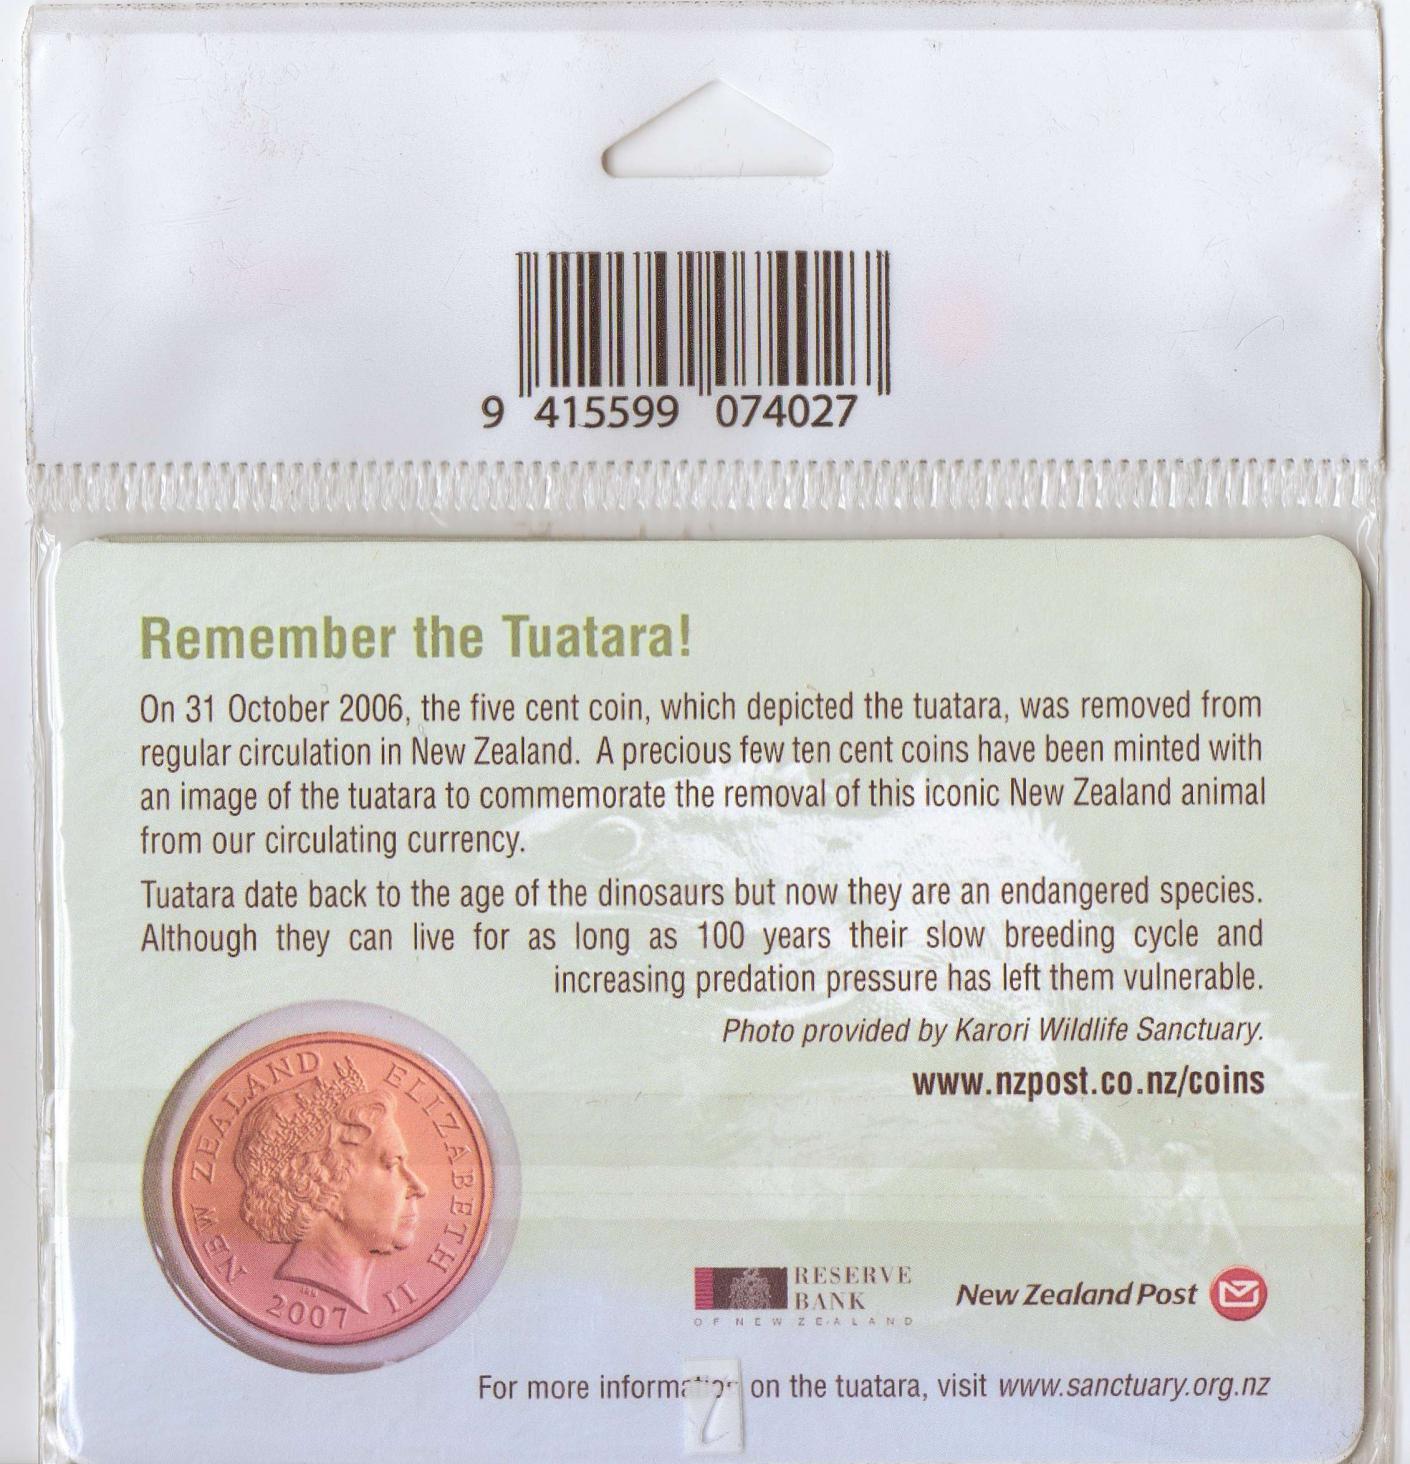 9 415599 074027
Remember the Tuatara!
On 31 October 2006, the five cent coin, which depicted the tuatara, was removed from
regular circulation in New Zealand. A precious few ten cent coins have been minted with
an image of the tuatara to commemorate the removal of this iconic New Zealand animal
from our circulating currency.
Tuatara date back to the age of the dinosaurs but now they are an endangered species.
Although they can live for as long as 100 years their slow breeding cycle and
increasing predation pressure has left them vulnerable.
Photo provided by Karori Wildlife Sanctuary.
www.nzpost.co.nz/coins
NEW ZEALAND ELIZABETH II
2007
RESERVE
BANK
OF NEW ZEALAND
New Zealand Post
For more information on the tuatara, visit www.sanctuary.org.nz